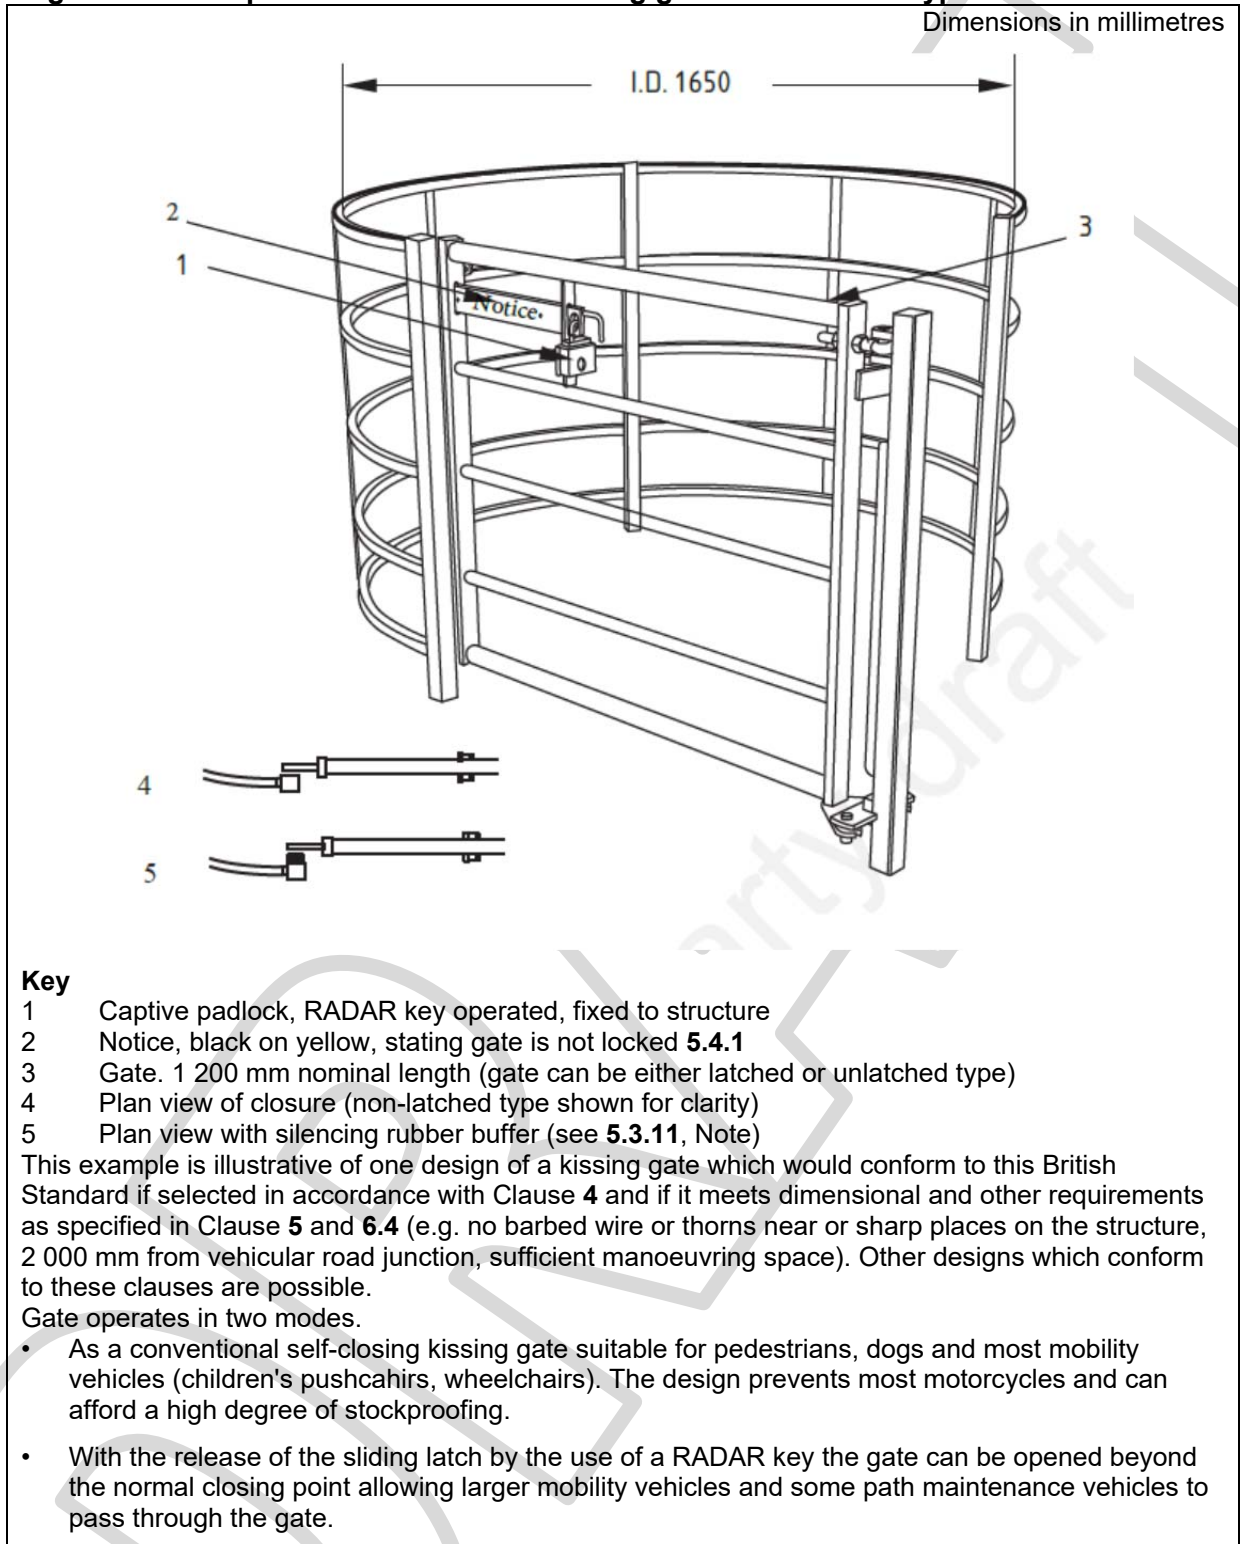 Dimensions in millimetres
I.D. 1650
2
1
3
Notice.
4
5
Key
1 Captive padlock, RADAR key operated, fixed to structure
2 Notice, black on yellow, stating gate is not locked 5.4.1
3 Gate. 1 200 mm nominal length (gate can be either latched or unlatched type)
4 Plan view of closure (non-latched type shown for clarity)
5 Plan view with silencing rubber buffer (see 5.3.11, Note)
This example is illustrative of one design of a kissing gate which would conform to this British
Standard if selected in accordance with Clause 4 and if it meets dimensional and other requirements
as specified in Clause 5 and 6.4 (e.g. no barbed wire or thorns near or sharp places on the structure,
2 000 mm from vehicular road junction, sufficient manoeuvring space). Other designs which conform
to these clauses are possible.
Gate operates in two modes.
• As a conventional self-closing kissing gate suitable for pedestrians, dogs and most mobility
vehicles (children's pushcahirs, wheelchairs). The design prevents most motorcycles and can
afford a high degree of stockproofing.
• With the release of the sliding latch by the use of a RADAR key the gate can be opened beyond
the normal closing point allowing larger mobility vehicles and some path maintenance vehicles to
pass through the gate.